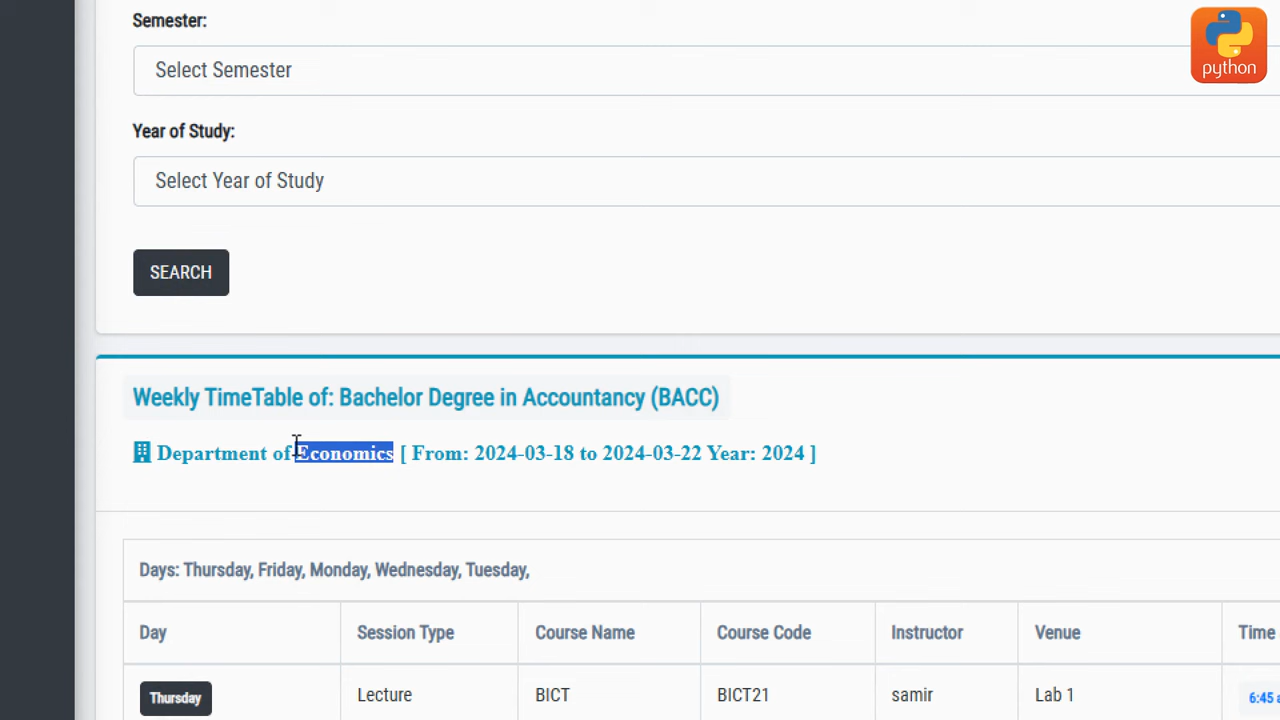 Semester:
python
Select Semester
Year of Study:
Select Year of Study
SEARCH
Weekly TimeTable of: Bachelor Degree in Accountancy (BACC)
Department of Economics [ From: 2024-03-18 to 2024-03-22 Year: 2024 ]
Days: Thursday, Friday, Monday, Wednesday, Tuesday,
Day Session Type Course Name Course Code Instructor Venue Time
Thursday Lecture BICT BICT21 samir Lab 1 6:45 a